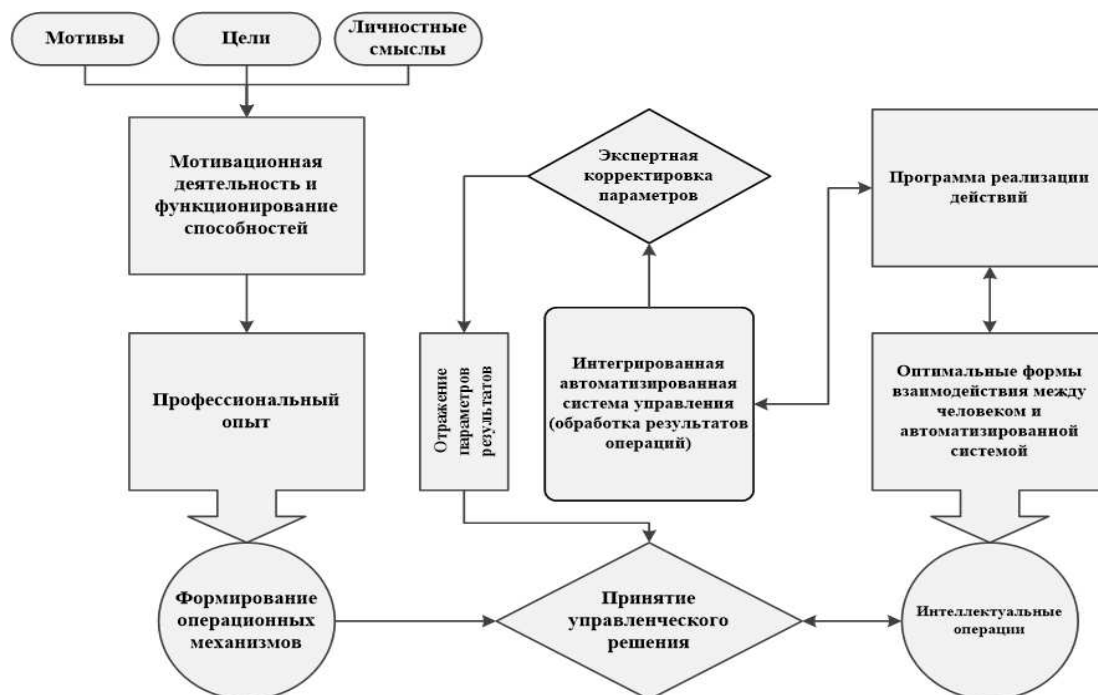 Мотивы
Цели
Личностные
смыслы
Мотивационная
деятельность и
функционирование
способностей
Экспертная
корректировка
параметров
Программа реализации
действий
Профессиональный
опыт
Отражение
параметров
результатов
Интегрированная
автоматизированная
система управления
(обработка результатов
операций)
Оптимальные формы
взаимодействия между
человеком и
автоматизированной
системой
Формирование
операционных
механизмов
Принятие
управленческого
решения
Интеллектуальные
операции